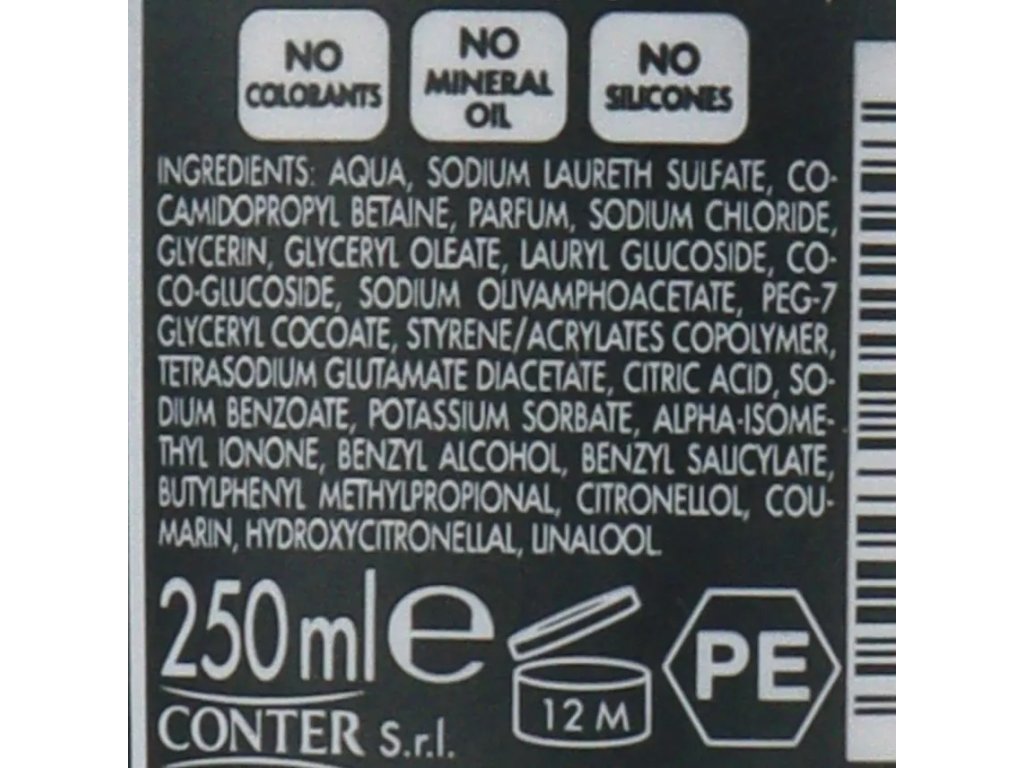 NO
COLORANTS
NO
MINERAL
OIL
NO
SILICONES
INGREDIENTS: AQUA, SODIUM LAURETH SULFATE, CO-
CAMIDOPROPYL BETAINE, PARFUM, SODIUM CHLORIDE,
GLYCERIN, GLYCERYL OLEATE, LAURYL GLUCOSIDE, CO-
CO-GLUCOSIDE, SODIUM OLIVAMPHOACETATE, PEG-7
GLYCERYL COCOATE, STYRENE/ACRYLATES COPOLYMER,
TETRASODIUM GLUTAMATE DIACETATE, CITRIC ACID, SO-
DIUM BENZOATE, POTASSIUM SORBATE, ALPHA-ISOME-
THYL IONONE, BENZYL ALCOHOL, BENZYL SALICYLATE,
BUTYLPHENYL METHYLPROPIONAL, CITRONELLOL, COU-
MARIN, HYDROXYCITRONELLAL, LINALOOL.
250 ml e
12 M
PE
CONTER S.r.l.